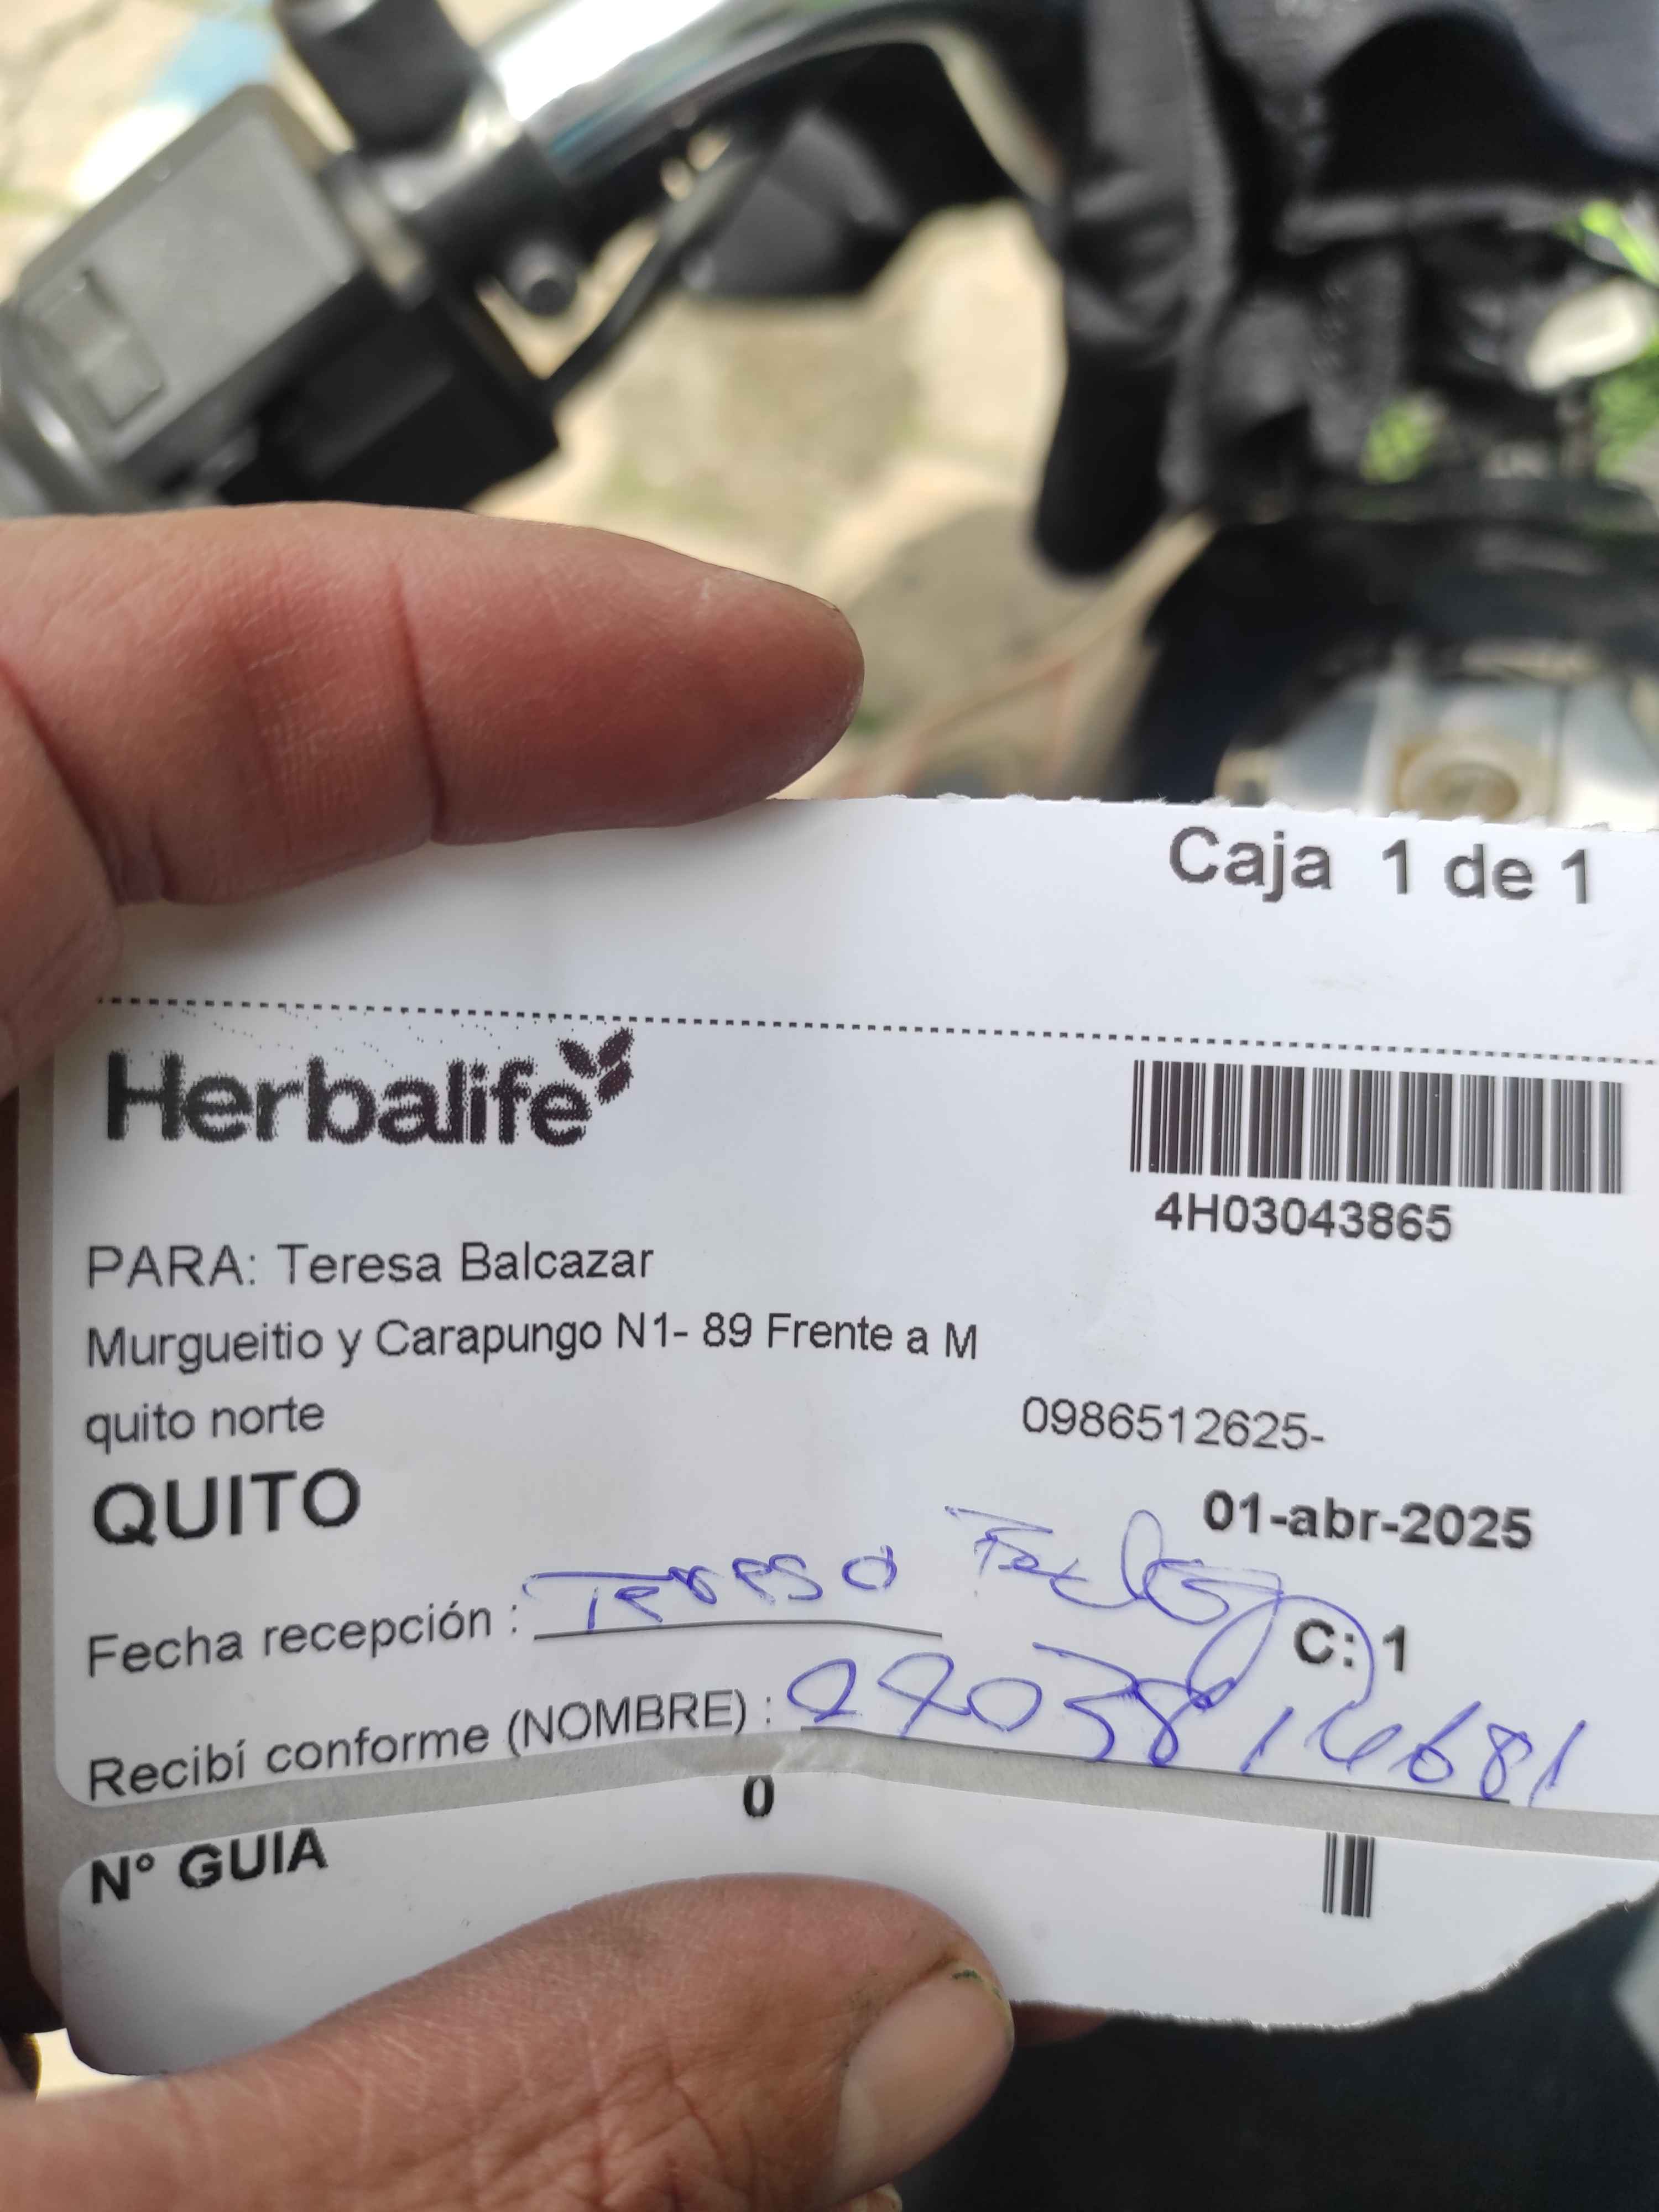 Caja 1 de 1
Herbalife
4H03043865
PARA: Teresa Balcazar
Murgueitio y Carapungo N1- 89 Frente a M
quito norte
0986512625-
QUITO
01-abr-2025
Fecha recepción : Teresa
C: 1
Recibí conforme (NOMBRE) :
0
N° GUIA